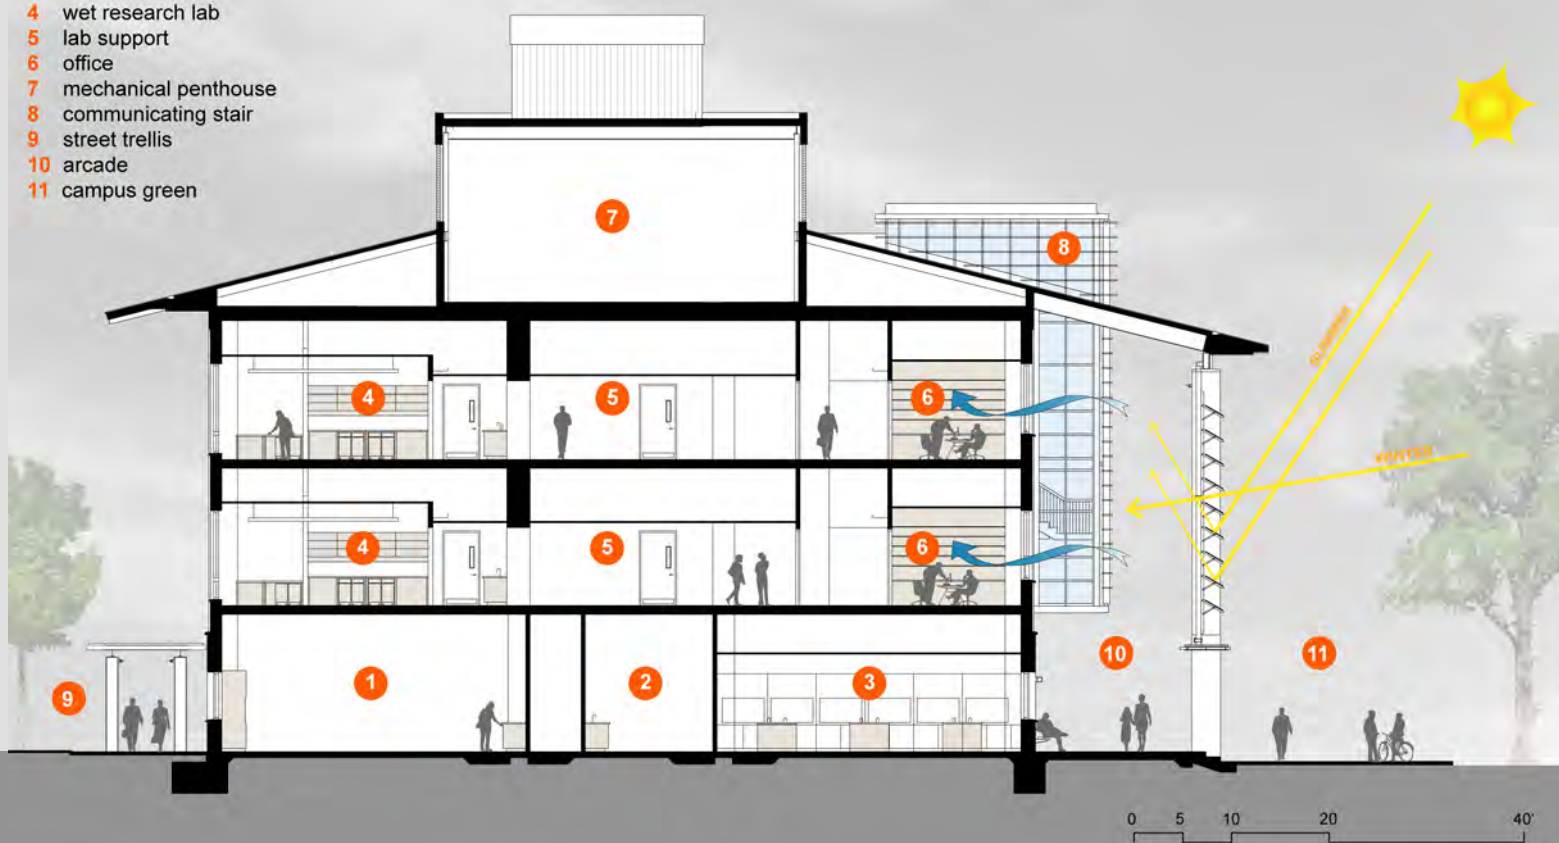 4 wet research lab
5 lab support
6 office
7 mechanical penthouse
8 communicating stair
9 street trellis
10 arcade
11 campus green
7
8
SUMMER
4 5 6
WINTER
4 5 6
9 1 2 3 10 11
0 5 10 20 40'